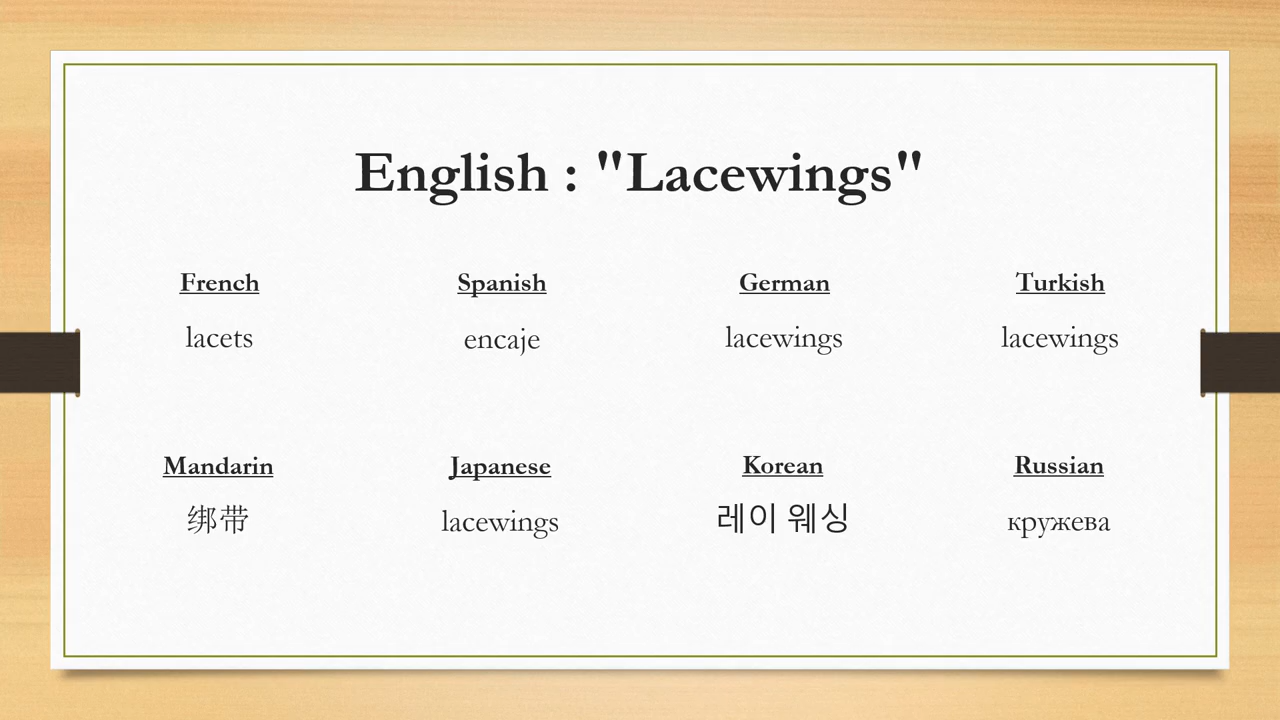 English : "Lacewings"
French Spanish German Turkish
lacets encaje lacewings lacewings
Mandarin Japanese Korean Russian
绑带 lacewings 레이 웨싱 кружева